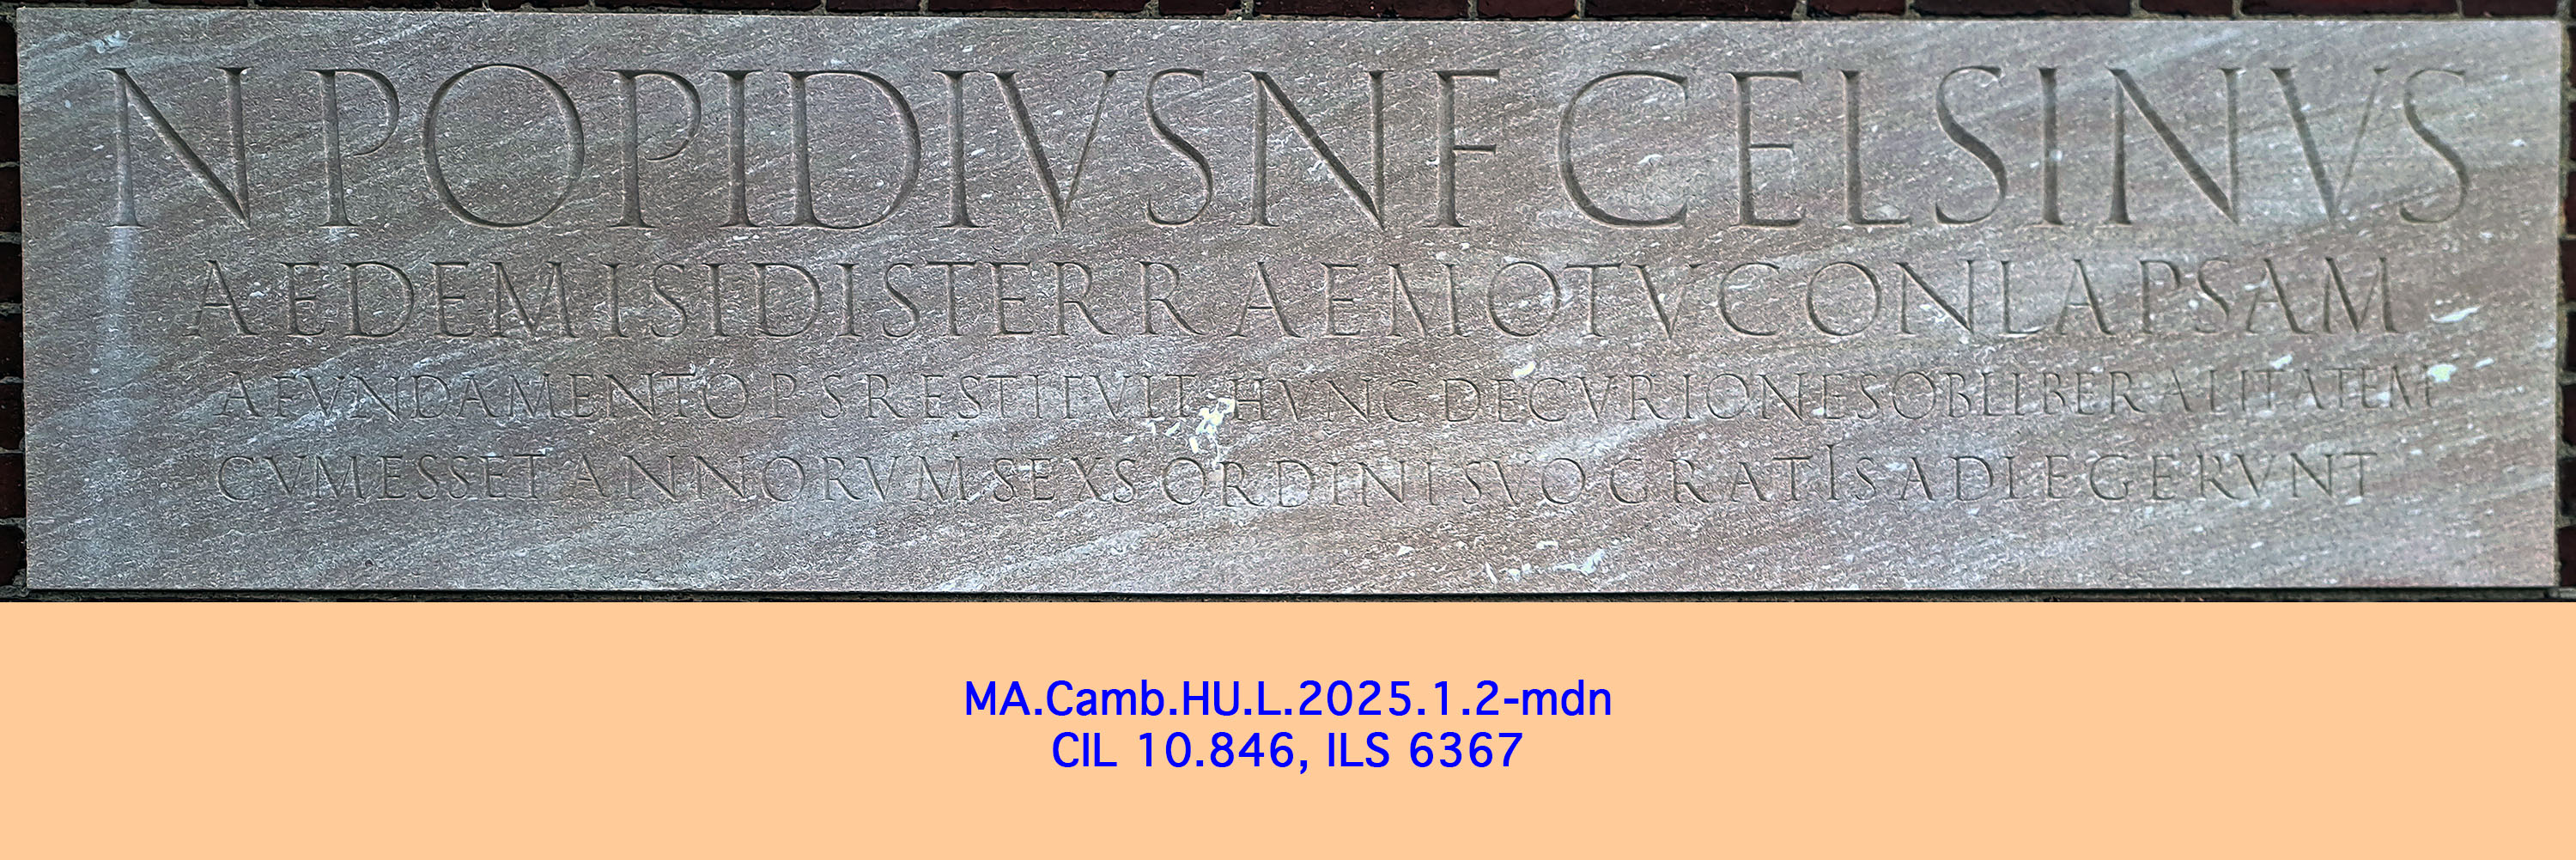 N POPIDIVS N F CELSINVS
AEDEM ISIDIS TERRAE MOTV CONLAPSAM
A FVNDAMENTO P S RESTITVIT HVNC DECVRIONES OB LIBERALITATEM
CVM ESSET ANNORVM SEXS ORDINI SVO GRATIS ADLEGERVNT
MA.Camb.HU.L.2025.1.2-mdn
CIL 10.846, ILS 6367